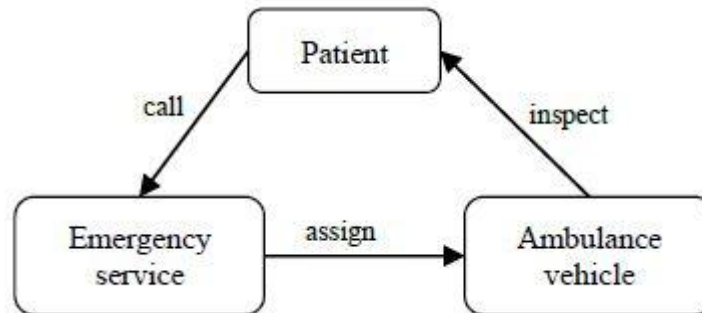 Patient
call
inspect
Emergency
service
assign
Ambulance
vehicle